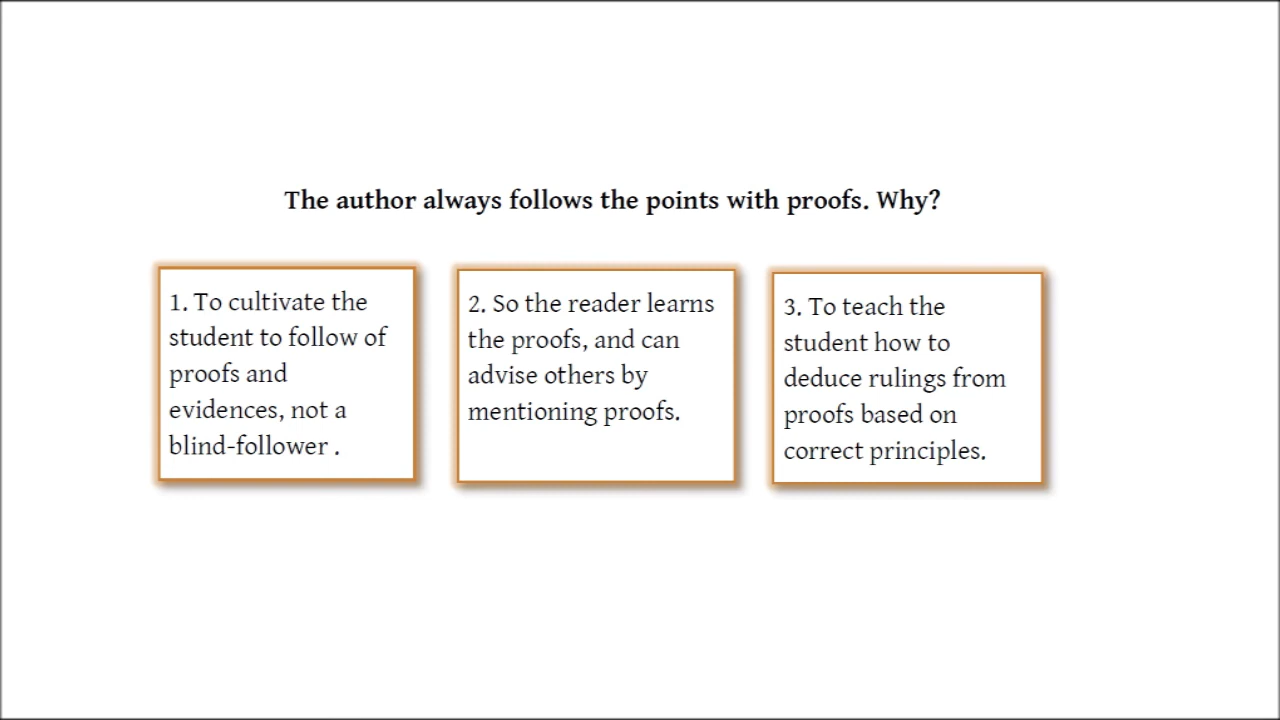 The author always follows the points with proofs. Why?
1. To cultivate the
student to follow of
proofs and
evidences, not a
blind-follower .
2. So the reader learns
the proofs, and can
advise others by
mentioning proofs.
3. To teach the
student how to
deduce rulings from
proofs based on
correct principles.